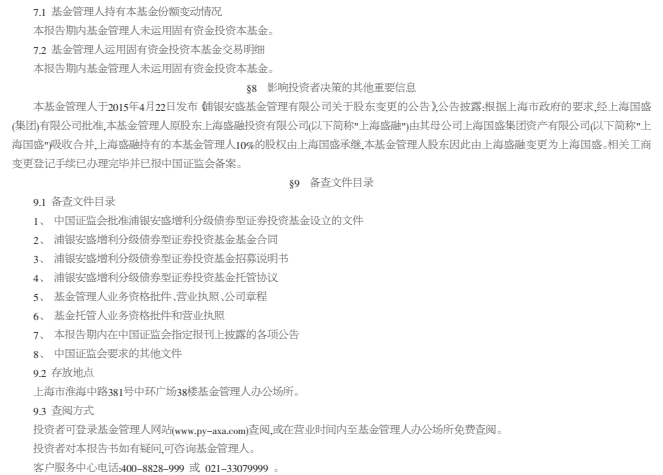 7.1 基金管理人持有本基金份额变动情况
本报告期内基金管理人未运用固有资金投资本基金。
7.2 基金管理人运用固有资金投资本基金交易明细
本报告期内基金管理人未运用固有资金投资本基金。
§8 影响投资者决策的其他重要信息
本基金管理人于2015年4月22日发布《浦银安盛基金管理有限公司关于股东变更的公告》,公告披露:根据上海市政府的要求,经上海国盛
(集团)有限公司批准,本基金管理人原股东上海盛融投资有限公司(以下简称"上海盛融")由其母公司上海国盛集团资产有限公司(以下简称"上
海国盛")吸收合并,上海盛融持有的本基金管理人10%的股权由上海国盛承继,本基金管理人股东因此由上海盛融变更为上海国盛。相关工商
变更登记手续已办理完毕并已报中国证监会备案。
§9 备查文件目录
9.1 备查文件目录
1、 中国证监会批准浦银安盛增利分级债券型证券投资基金设立的文件
2、 浦银安盛增利分级债券型证券投资基金基金合同
3、 浦银安盛增利分级债券型证券投资基金招募说明书
4、 浦银安盛增利分级债券型证券投资基金托管协议
5、 基金管理人业务资格批件、营业执照、公司章程
6、 基金托管人业务资格批件和营业执照
7、 本报告期内在中国证监会指定报刊上披露的各项公告
8、 中国证监会要求的其他文件
9.2 存放地点
上海市淮海中路381号中环广场38楼基金管理人办公场所。
9.3 查阅方式
投资者可登录基金管理人网站(www.py-axa.com)查阅,或在营业时间内至基金管理人办公场所免费查阅。
投资者对本报告书如有疑问,可咨询基金管理人。
客户服务中心电话:400-8828-999 或 021-33079999 。